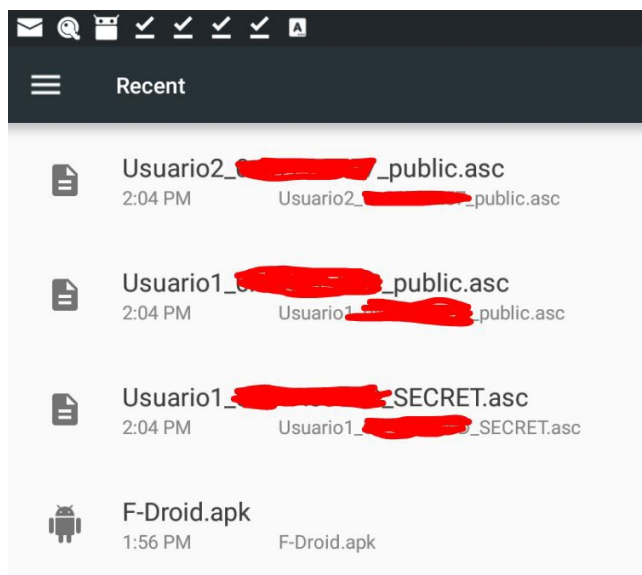 Recent
Usuario2_ _public.asc
2:04 PM Usuario2_ _public.asc
Usuario1_ _public.asc
2:04 PM Usuario1_ _public.asc
Usuario1_ _SECRET.asc
2:04 PM Usuario1_ _SECRET.asc
F-Droid.apk
1:56 PM F-Droid.apk